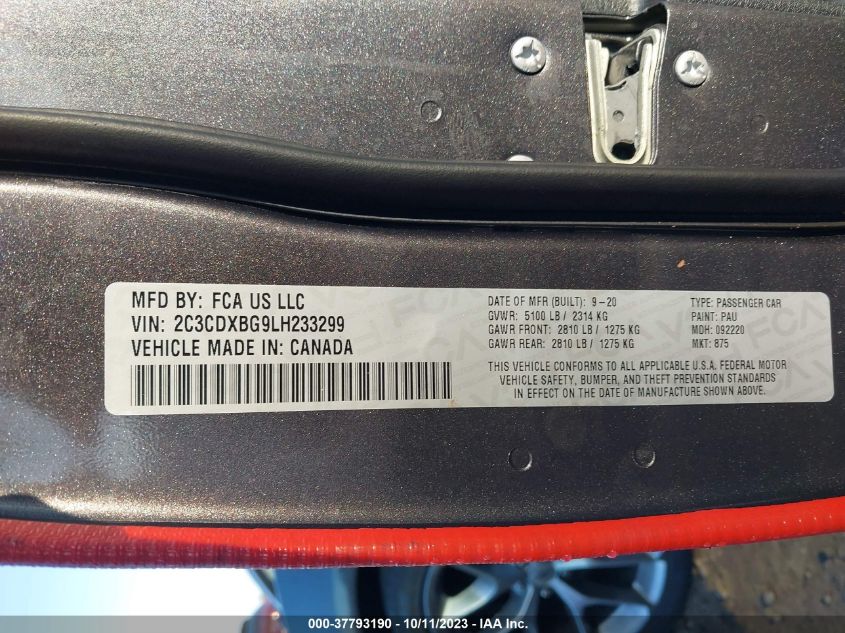 MFD BY: FCA US LLC
VIN: 2C3CDXBG9LH233299
VEHICLE MADE IN: CANADA
DATE OF MFR (BUILT): 9-20
GVWR: 5100 LB / 2314 KG
GAWR FRONT: 2810 LB / 1275 KG
GAWR REAR: 2810 LB / 1275 KG
TYPE: PASSENGER CAR
PAINT: PAU
MDH: 092220
MKT: 875
THIS VEHICLE CONFORMS TO ALL APPLICABLE U.S.A. FEDERAL MOTOR
VEHICLE SAFETY, BUMPER, AND THEFT PREVENTION STANDARDS
IN EFFECT ON THE DATE OF MANUFACTURE SHOWN ABOVE.
000-37793190 - 10/11/2023 - IAA Inc.